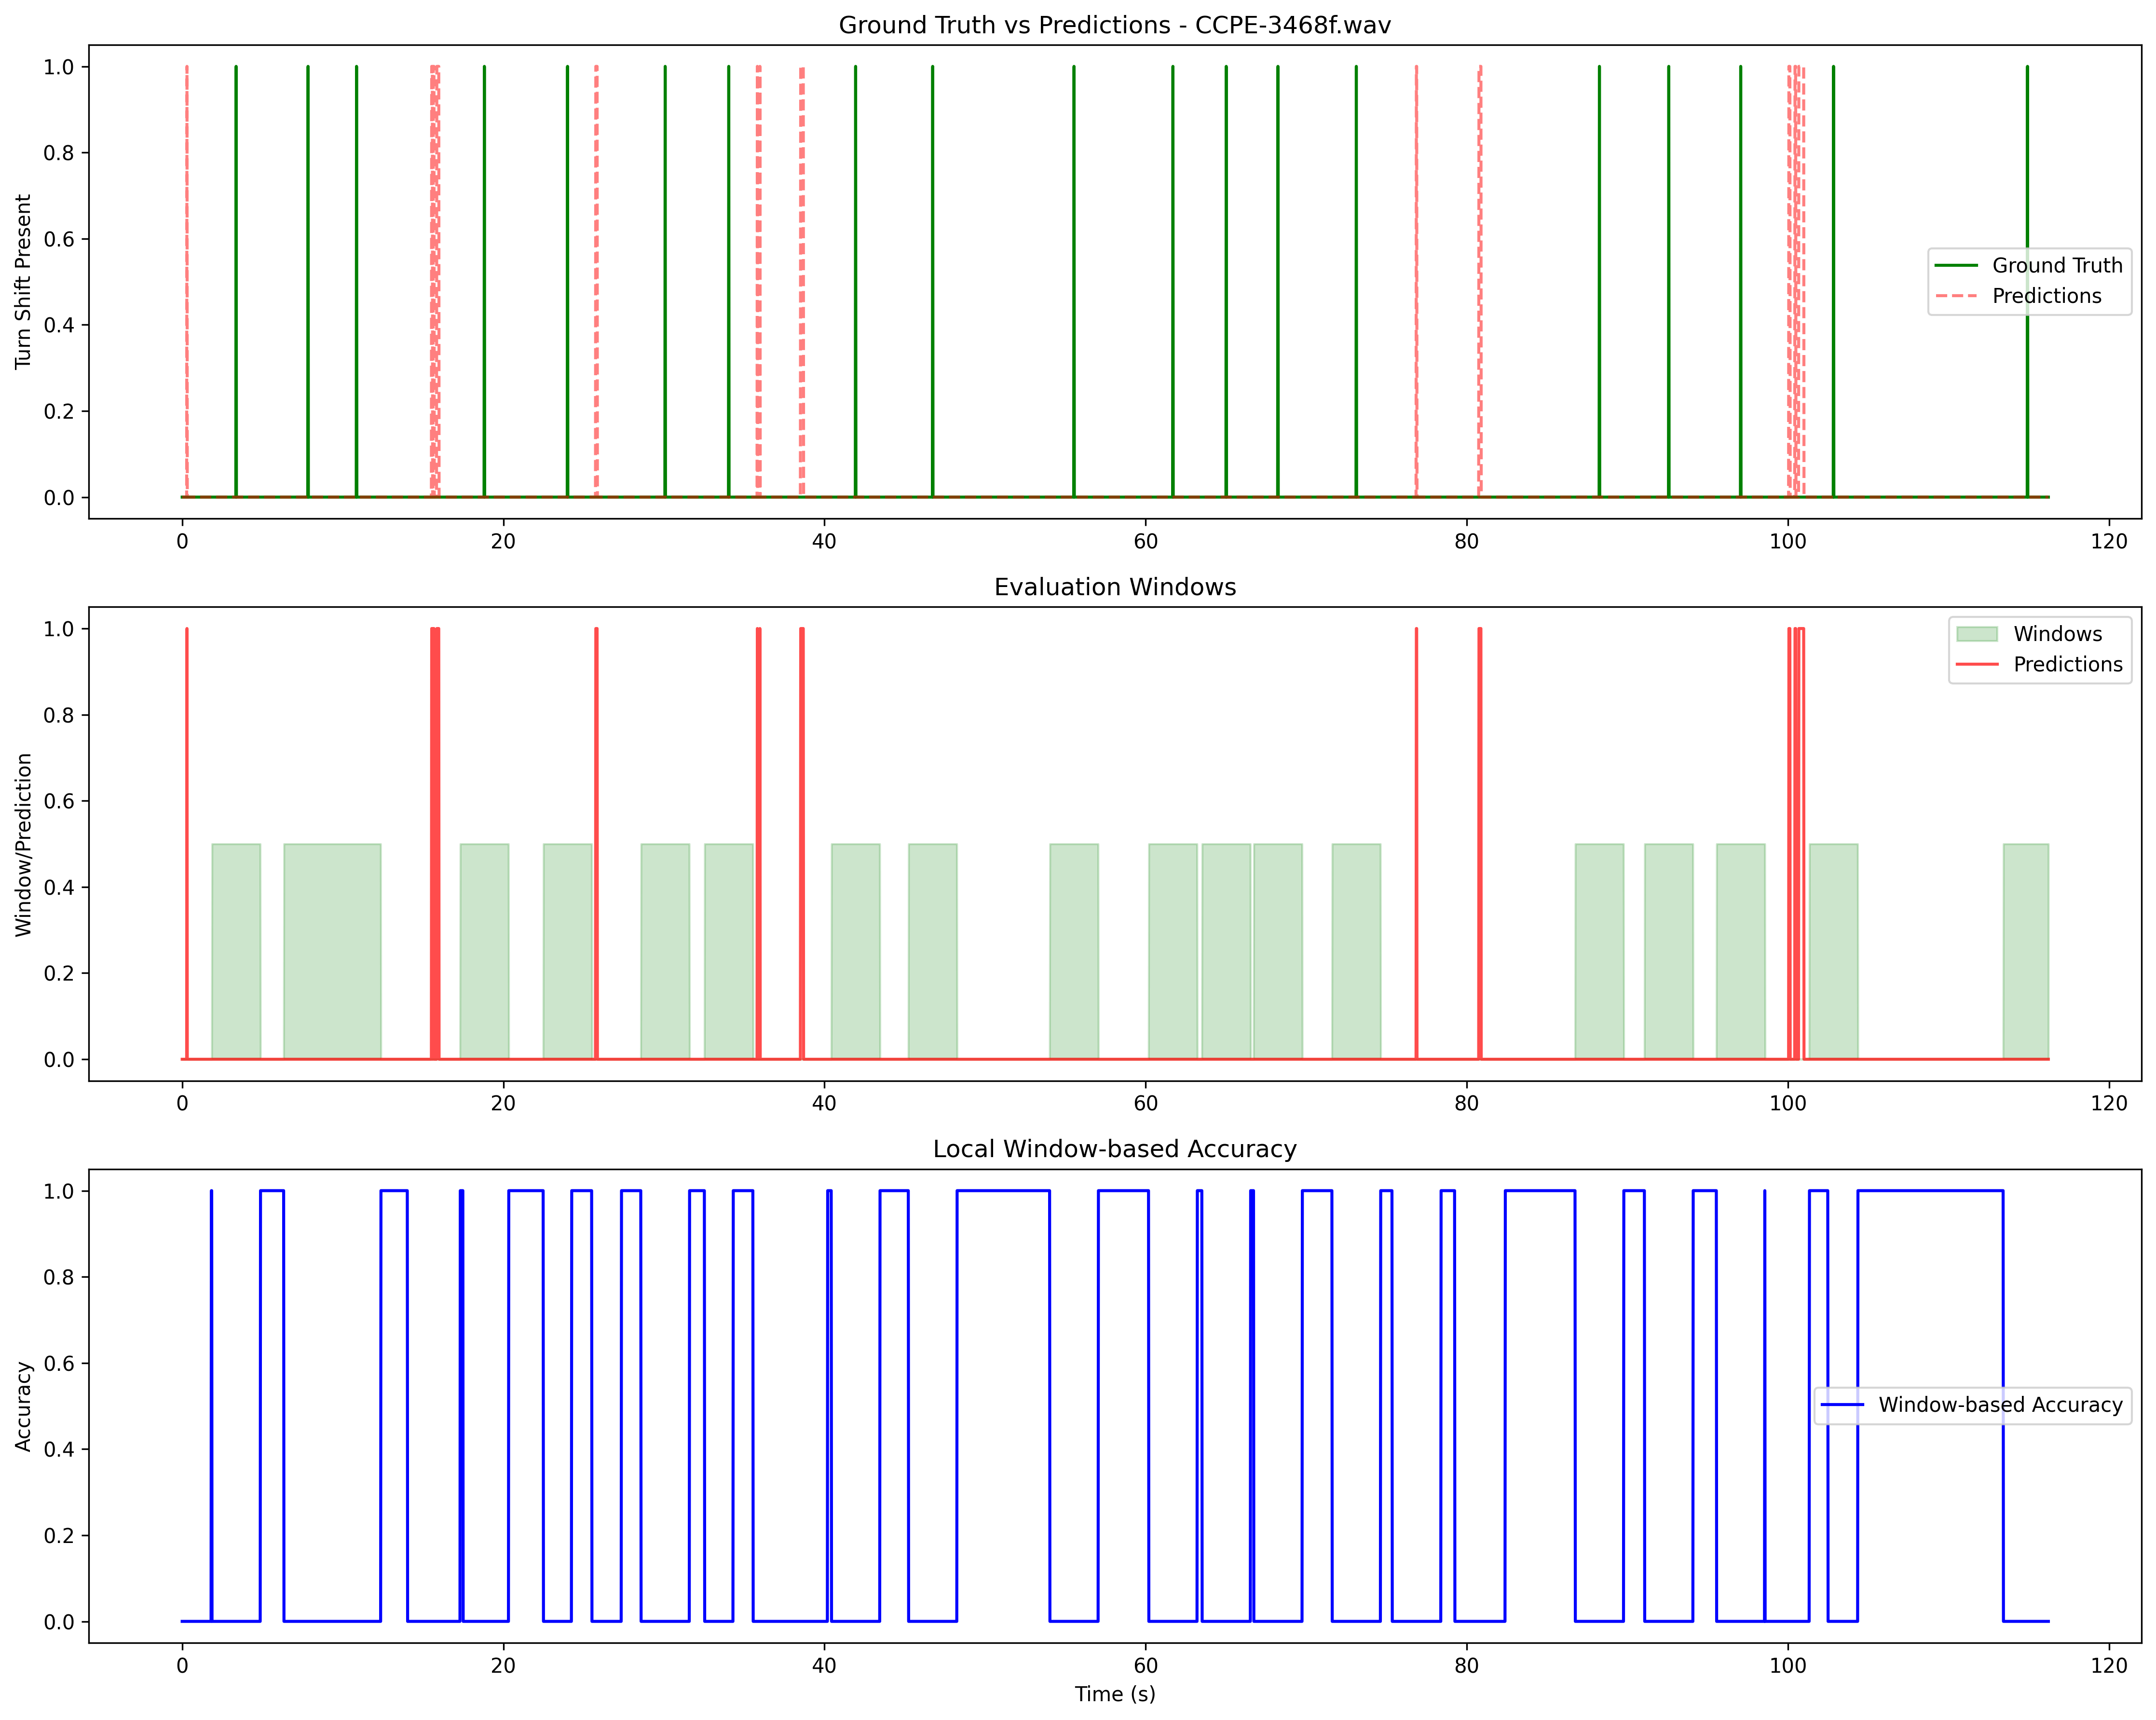 Ground Truth vs Predictions - CCPE-3468f.wav
1.0
0.8
0.6
0.4
0.2
0.0
Turn Shift Present
Ground Truth
Predictions
0 20 40 60 80 100 120
Evaluation Windows
1.0
0.8
0.6
0.4
0.2
0.0
Window/Prediction
Windows
Predictions
0 20 40 60 80 100 120
Local Window-based Accuracy
1.0
0.8
0.6
0.4
0.2
0.0
Accuracy
Window-based Accuracy
0 20 40 60 80 100 120
Time (s)